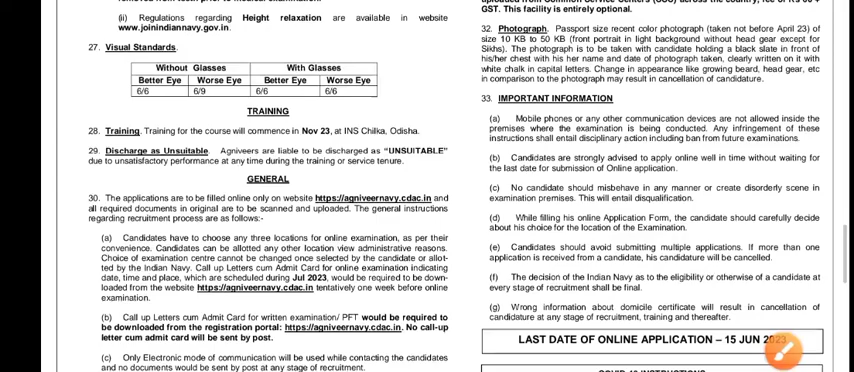 (ii) Regulations regarding Height relaxation are available in website
www.joinindiannavy.gov.in.
27. Visual Standards.
Without Glasses With Glasses
Better Eye Worse Eye Better Eye Worse Eye
6/6 6/9 6/6 6/6
TRAINING
28. Training. Training for the course will commence in Nov 23, at INS Chilka, Odisha.
29. Discharge as Unsuitable. Agniveers are liable to be discharged as “UNSUITABLE”
due to unsatisfactory performance at any time during the training or service tenure.
GENERAL
30. The applications are to be filled online only on website https://agniveernavy.cdac.in and
all required documents in original are to be scanned and uploaded. The general instructions
regarding recruitment process are as follows:-
(a) Candidates have to choose any three locations for online examination, as per their
convenience. Candidates can be allotted any other location view administrative reasons.
Choice of examination centre cannot be changed once selected by the candidate or allot-
ted by the Indian Navy. Call up Letters cum Admit Card for online examination indicating
date, time and place, which are scheduled during Jul 2023, would be required to be down-
loaded from the website https://agniveernavy.cdac.in tentatively one week before online
examination.
(b) Call up Letters cum Admit Card for written examination/ PFT would be required to
be downloaded from the registration portal: https://agniveernavy.cdac.in. No call-up
letter cum admit card will be sent by post.
(c) Only Electronic mode of communication will be used while contacting the candidates
and no documents would be sent by post at any stage of recruitment.
GST. This facility is entirely optional.
32. Photograph. Passport size recent color photograph (taken not before April 23) of
size 10 KB to 50 KB (front portrait in light background without head gear except for
Sikhs). The photograph is to be taken with candidate holding a black slate in front of
his/her chest with his her name and date of photograph taken, clearly written on it with
white chalk in capital letters. Change in appearance like growing beard, head gear, etc
in comparison to the photograph may result in cancellation of candidature.
33. IMPORTANT INFORMATION
(a) Mobile phones or any other communication devices are not allowed inside the
premises where the examination is being conducted. Any infringement of these
instructions shall entail disciplinary action including ban from future examinations.
(b) Candidates are strongly advised to apply online well in time without waiting for
the last date for submission of Online application.
(c) No candidate should misbehave in any manner or create disorderly scene in
examination premises. This will entail disqualification.
(d) While filling his online Application Form, the candidate should carefully decide
about his choice for the location of the Examination.
(e) Candidates should avoid submitting multiple applications. If more than one
application is received from a candidate, his candidature will be cancelled.
(f) The decision of the Indian Navy as to the eligibility or otherwise of a candidate at
every stage of recruitment shall be final.
(g) Wrong information about domicile certificate will result in cancellation of
candidature at any stage of recruitment, training and thereafter.
LAST DATE OF ONLINE APPLICATION – 15 JUN 2023